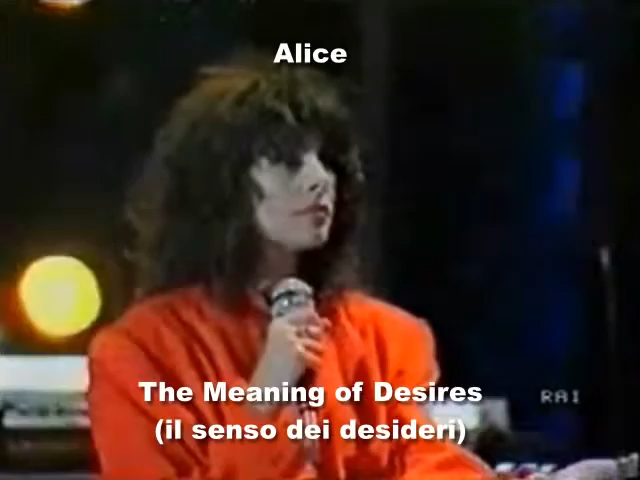 Alice
The Meaning of Desires
RAI
(il senso dei desideri)